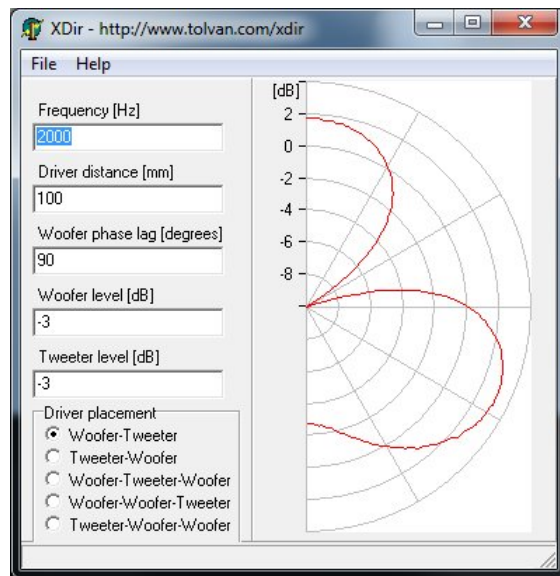 XDir - http://www.tolvan.com/xdir
File Help
Frequency [Hz]
2000
Driver distance [mm]
100
Woofer phase lag [degrees]
90
Woofer level [dB]
-3
Tweeter level [dB]
-3
Driver placement
Woofer-Tweeter
Tweeter-Woofer
Woofer-Tweeter-Woofer
Woofer-Woofer-Tweeter
Tweeter-Woofer-Woofer
[dB]
2
0
-2
-4
-6
-8